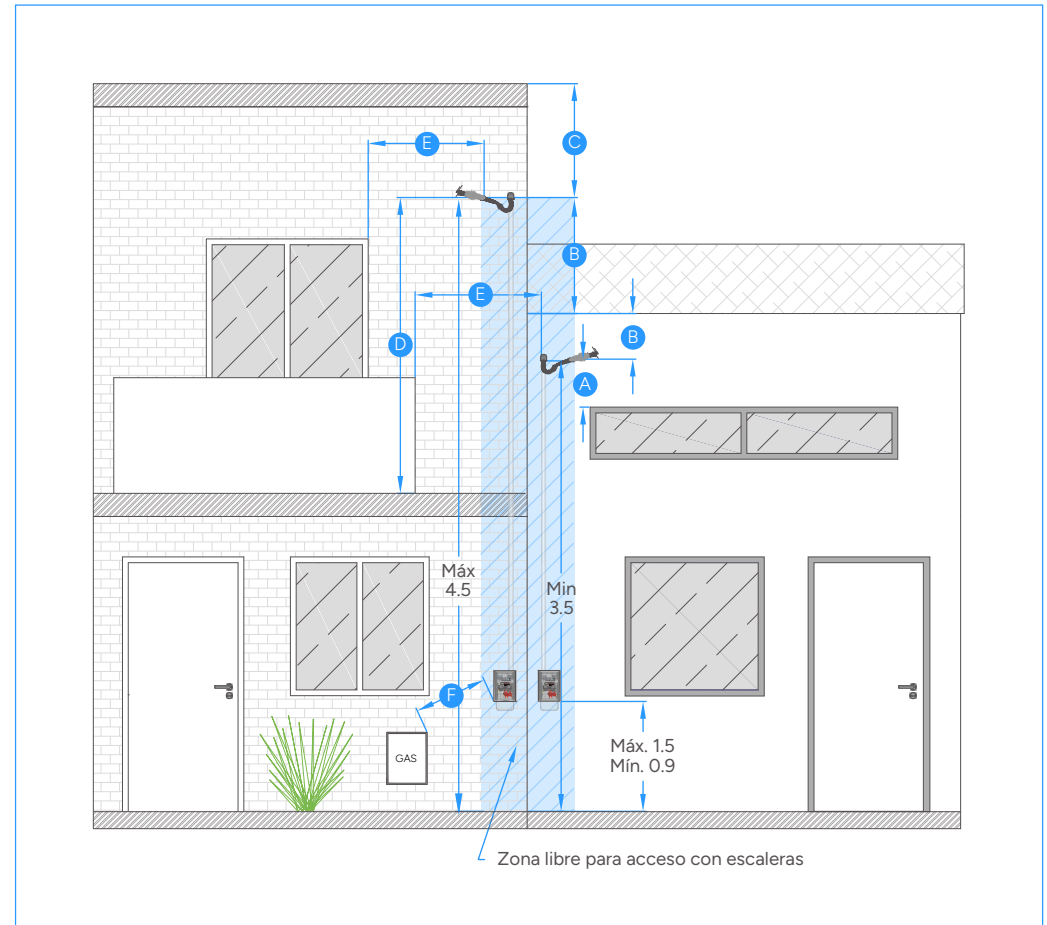 E
C
B
E
D
B
A
Máx
4.5
Min
3.5
F
GAS
Máx. 1.5
Mín. 0.9
Zona libre para acceso con escaleras